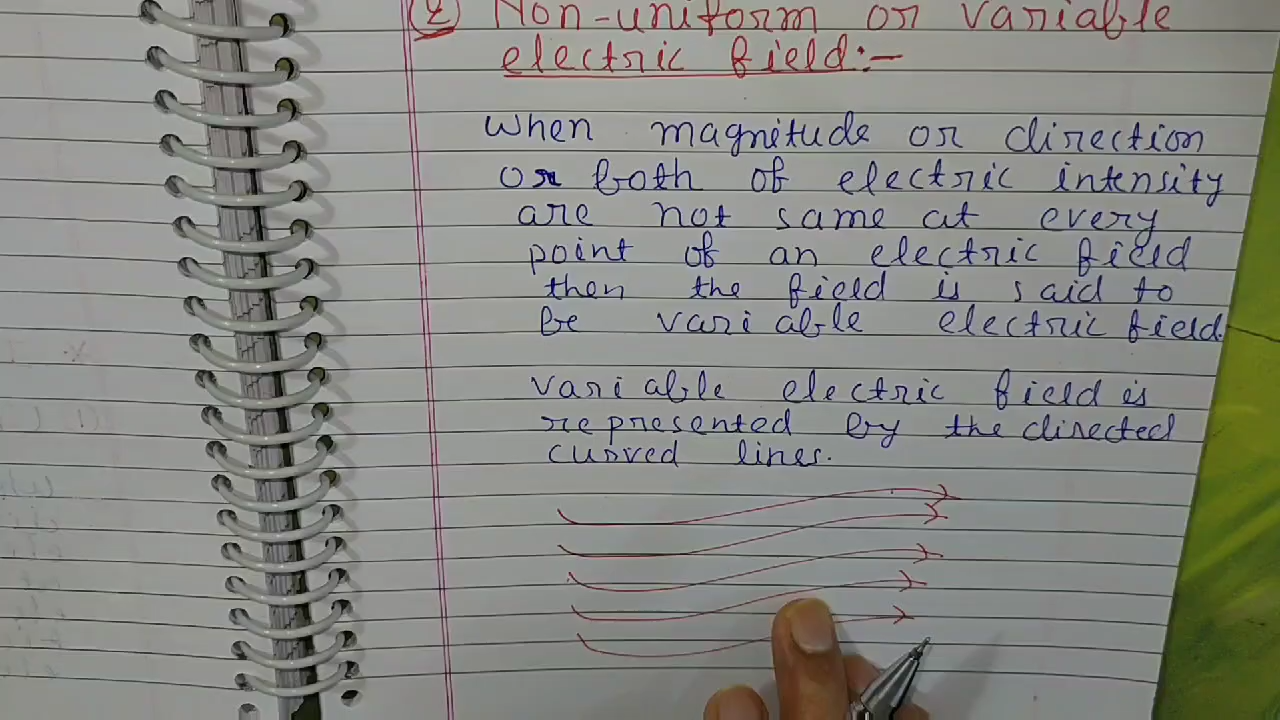 (2) Non-uniform or variable
electric field:-
When magnitude or direction
or both of electric intensity
are not same at every
point of an electric field
then the field is said to
be variable electric field.
variable electric field is
represented by the directed
curved lines.